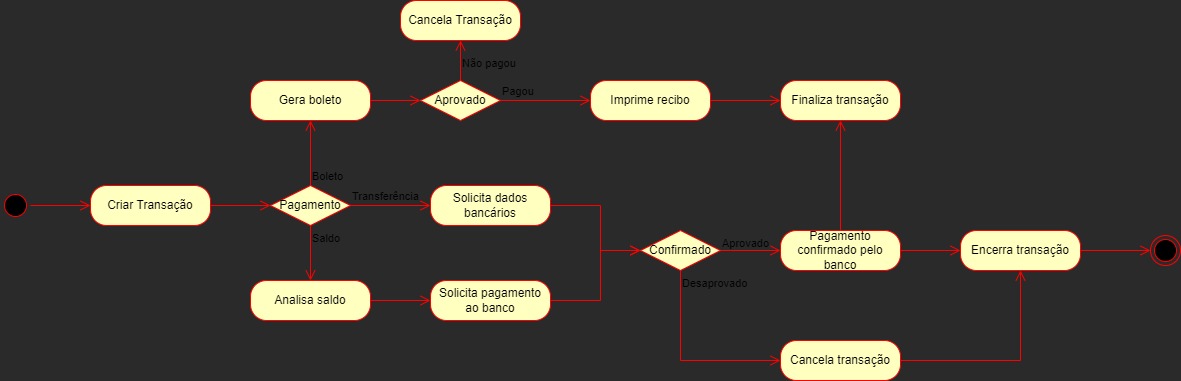 Cancela Transação
Não pagou
Gera boleto
Aprovado
Pagou
Imprime recibo
Finaliza transação
Boleto
Criar Transação
Pagamento
Transferência
Solicita dados
bancários
Saldo
Confirmado
Aprovado
Pagamento
confirmado pelo
banco
Encerra transação
Desaprovado
Analisa saldo
Solicita pagamento
ao banco
Cancela transação